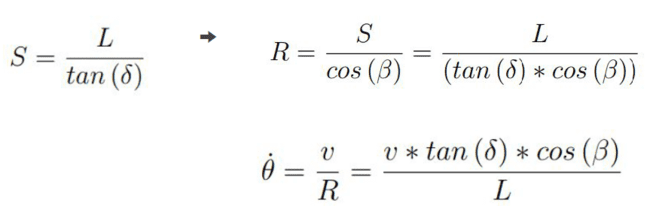 S = L / tan (δ) → R = S / cos (β) = L / (tan (δ) * cos (β))
θ̇ = v / R = v * tan (δ) * cos (β) / L